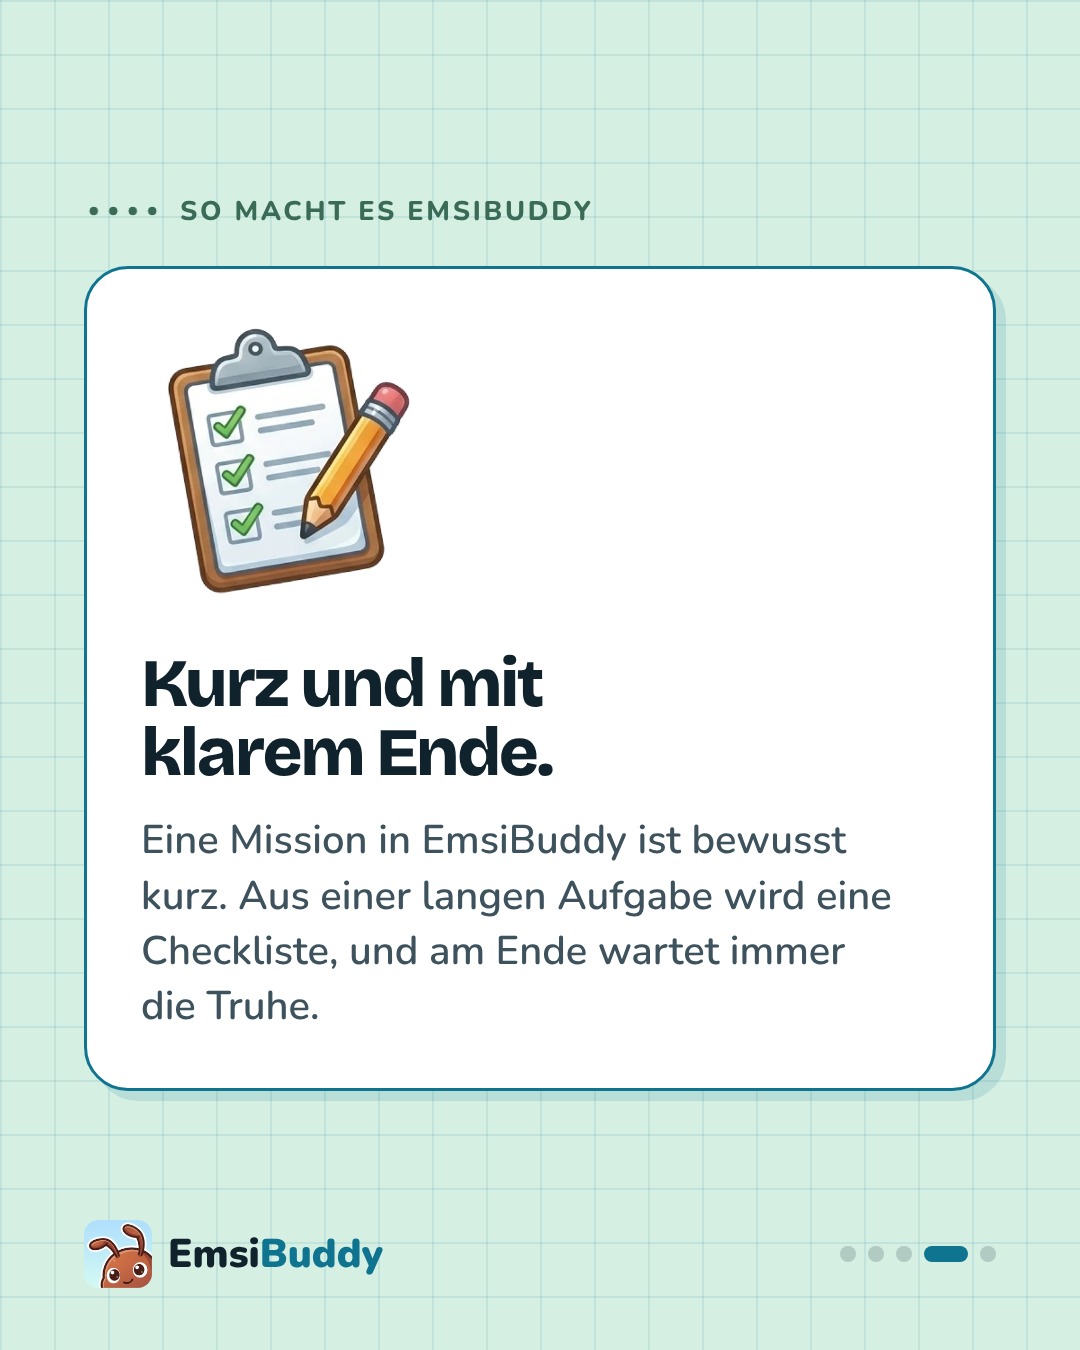 SO MACHT ES EMSIBUDDY
Kurz und mit
klarem Ende.
Eine Mission in EmsiBuddy ist bewusst
kurz. Aus einer langen Aufgabe wird eine
Checkliste, und am Ende wartet immer
die Truhe.
EmsiBuddy